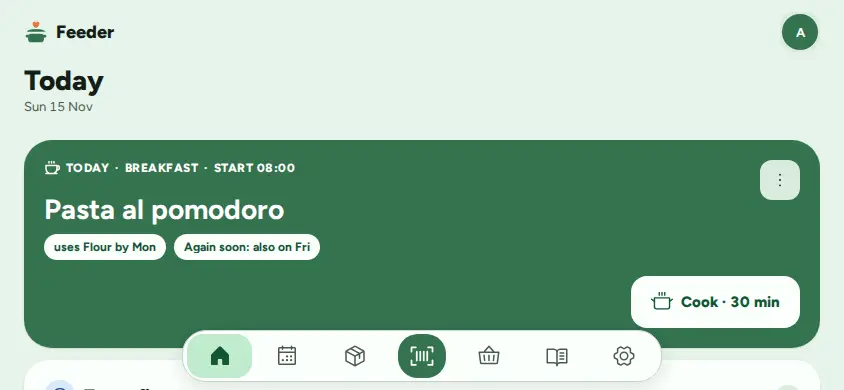 Feeder
A
Today
Sun 15 Nov
TODAY · BREAKFAST · START 08:00
Pasta al pomodoro
uses Flour by Mon
Again soon: also on Fri
Cook · 30 min